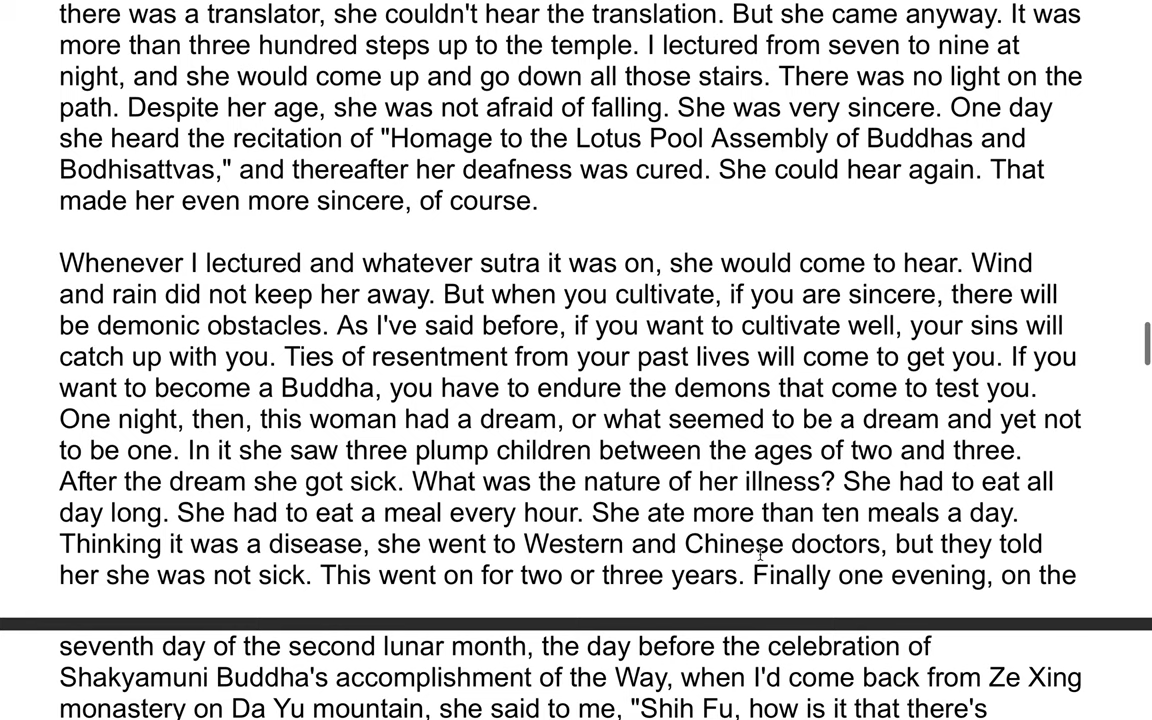 there was a translator, she couldn't hear the translation. But she came anyway. It was
more than three hundred steps up to the temple. I lectured from seven to nine at
night, and she would come up and go down all those stairs. There was no light on the
path. Despite her age, she was not afraid of falling. She was very sincere. One day
she heard the recitation of "Homage to the Lotus Pool Assembly of Buddhas and
Bodhisattvas," and thereafter her deafness was cured. She could hear again. That
made her even more sincere, of course.
Whenever I lectured and whatever sutra it was on, she would come to hear. Wind
and rain did not keep her away. But when you cultivate, if you are sincere, there will
be demonic obstacles. As I've said before, if you want to cultivate well, your sins will
catch up with you. Ties of resentment from your past lives will come to get you. If you
want to become a Buddha, you have to endure the demons that come to test you.
One night, then, this woman had a dream, or what seemed to be a dream and yet not
to be one. In it she saw three plump children between the ages of two and three.
After the dream she got sick. What was the nature of her illness? She had to eat all
day long. She had to eat a meal every hour. She ate more than ten meals a day.
Thinking it was a disease, she went to Western and Chinese doctors, but they told
her she was not sick. This went on for two or three years. Finally one evening, on the
seventh day of the second lunar month, the day before the celebration of
Shakyamuni Buddha's accomplishment of the Way, when I'd come back from Ze Xing
monastery on Da Yu mountain, she said to me, "Shih Fu, how is it that there's